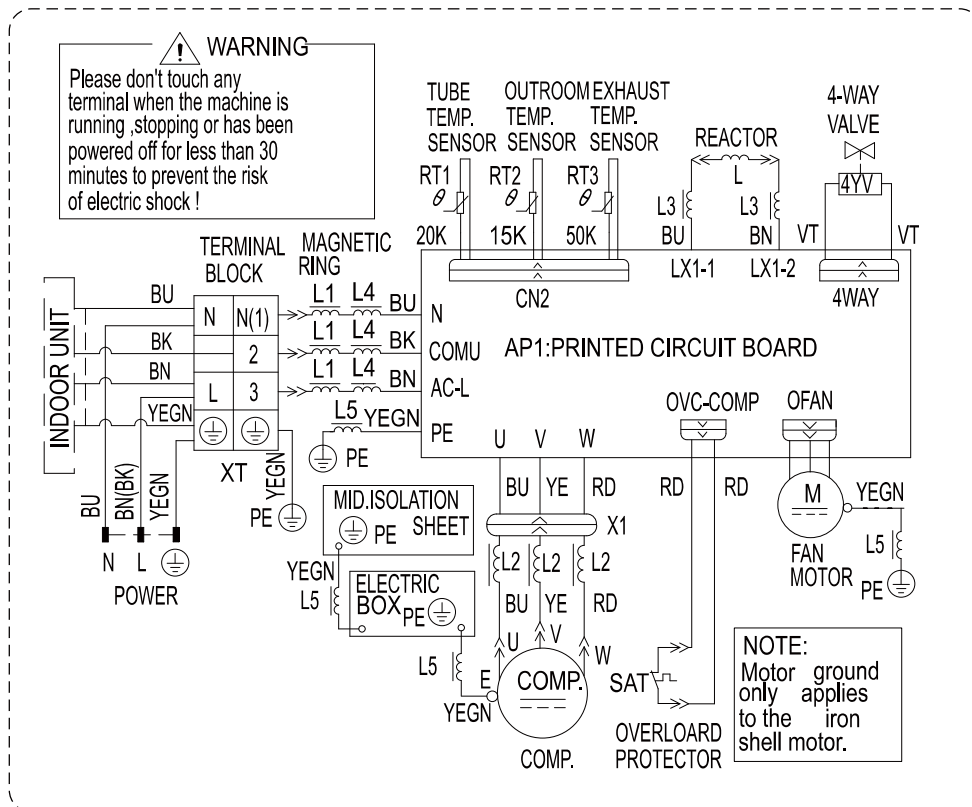 WARNING
Please don't touch any
terminal when the machine is
running ,stopping or has been
powered off for less than 30
minutes to prevent the risk
of electric shock !
TUBE
TEMP.
SENSOR
OUTROOM
TEMP.
SENSOR
EXHAUST
TEMP.
SENSOR
4-WAY
VALVE
REACTOR
L
RT1
θ
20K
RT2
θ
15K
RT3
θ
50K
L3
L3
BU
BN
4YV
VT
VT
CN2
LX1-1
LX1-2
4WAY
TERMINAL
BLOCK
MAGNETIC
RING
INDOOR UNIT
BU
BK
BN
YEGN
N
N(1)
2
L
3
XT
L1
L4
BU
N
L1
L4
BK
COMU
L1
L4
BN
AC-L
L5
YEGN
PE
PE
AP1:PRINTED CIRCUIT BOARD
OVC-COMP
OFAN
U
V
W
BU
BN(BK)
YEGN
N
L
POWER
YEGN
PE
MID.ISOLATION
SHEET
PE
YEGN
L5
ELECTRIC
BOX
PE
L5
E
YEGN
BU
YE
RD
X1
L2
L2
L2
BU
YE
RD
U
V
W
COMP.
COMP.
RD
RD
SAT
OVERLOARD
PROTECTOR
M
FAN
MOTOR
YEGN
L5
PE
NOTE:
Motor ground
only applies
to the iron
shell motor.